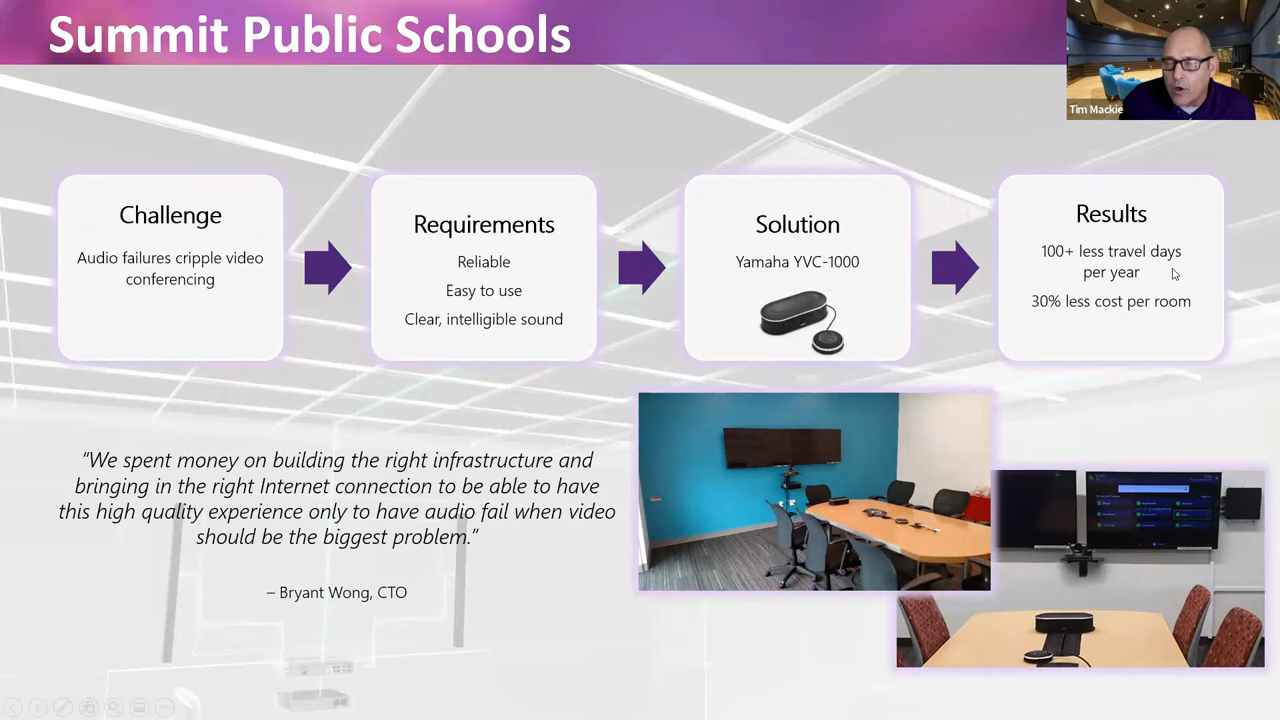 Summit Public Schools
Tim Mackie
Challenge
Audio failures cripple video
conferencing
Requirements
Reliable
Easy to use
Clear, intelligible sound
Solution
Yamaha YVC-1000
Results
100+ less travel days
per year
30% less cost per room
“We spent money on building the right infrastructure and
bringing in the right Internet connection to be able to have
this high quality experience only to have audio fail when video
should be the biggest problem.”
– Bryant Wong, CTO